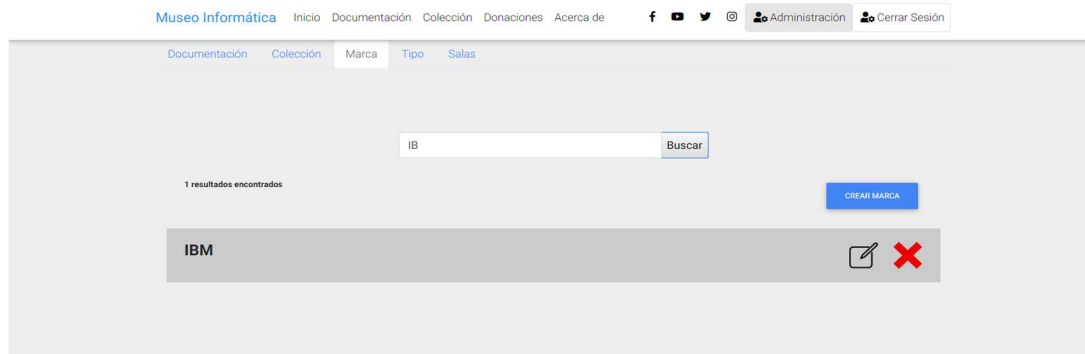 Museo Informática Inicio Documentación Colección Donaciones Acerca de Administración Cerrar Sesión
Documentación Colección Marca Tipo Salas
IB Buscar
1 resultados encontrados
CREAR MARCA
IBM